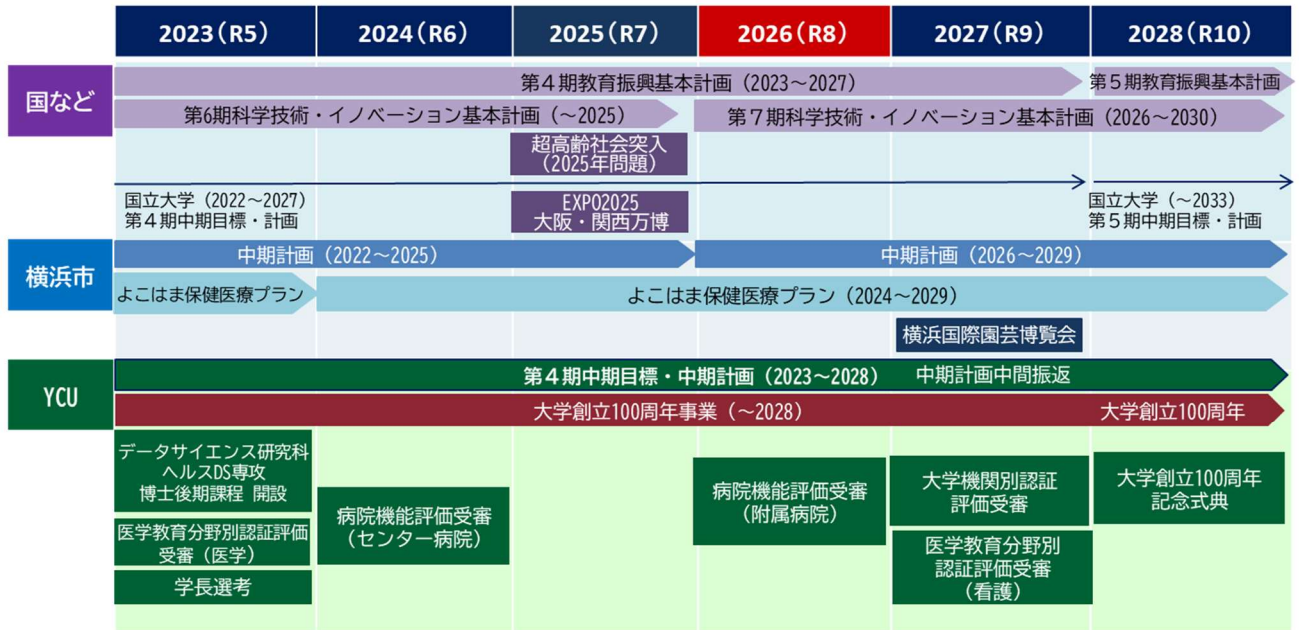 2023(R5)
2024(R6)
2025(R7)
2026(R8)
2027(R9)
2028(R10)
国など
第4期教育振興基本計画（2023～2027）
第5期教育振興基本計画
第6期科学技術・イノベーション基本計画（～2025）
第７期科学技術・イノベーション基本計画（2026～2030）
超高齢社会突入
（2025年問題）
国立大学（2022～2027）
第４期中期目標・計画
EXPO2025
大阪・関西万博
国立大学（～2033）
第５期中期目標・計画
横浜市
中期計画（2022～2025）
中期計画（2026～2029）
よこはま保健医療プラン
よこはま保健医療プラン（2024～2029）
横浜国際園芸博覧会
YCU
第４期中期目標・中期計画（2023～2028）
中期計画中間振返
大学創立100周年事業（～2028）
大学創立100周年
データサイエンス研究科
ヘルスDS専攻
博士後期課程 開設
医学教育分野別認証評価
受審（医学）
学長選考
病院機能評価受審
（センター病院）
病院機能評価受審
（附属病院）
大学機関別認証
評価受審
医学教育分野別
認証評価受審
（看護）
大学創立100周年
記念式典